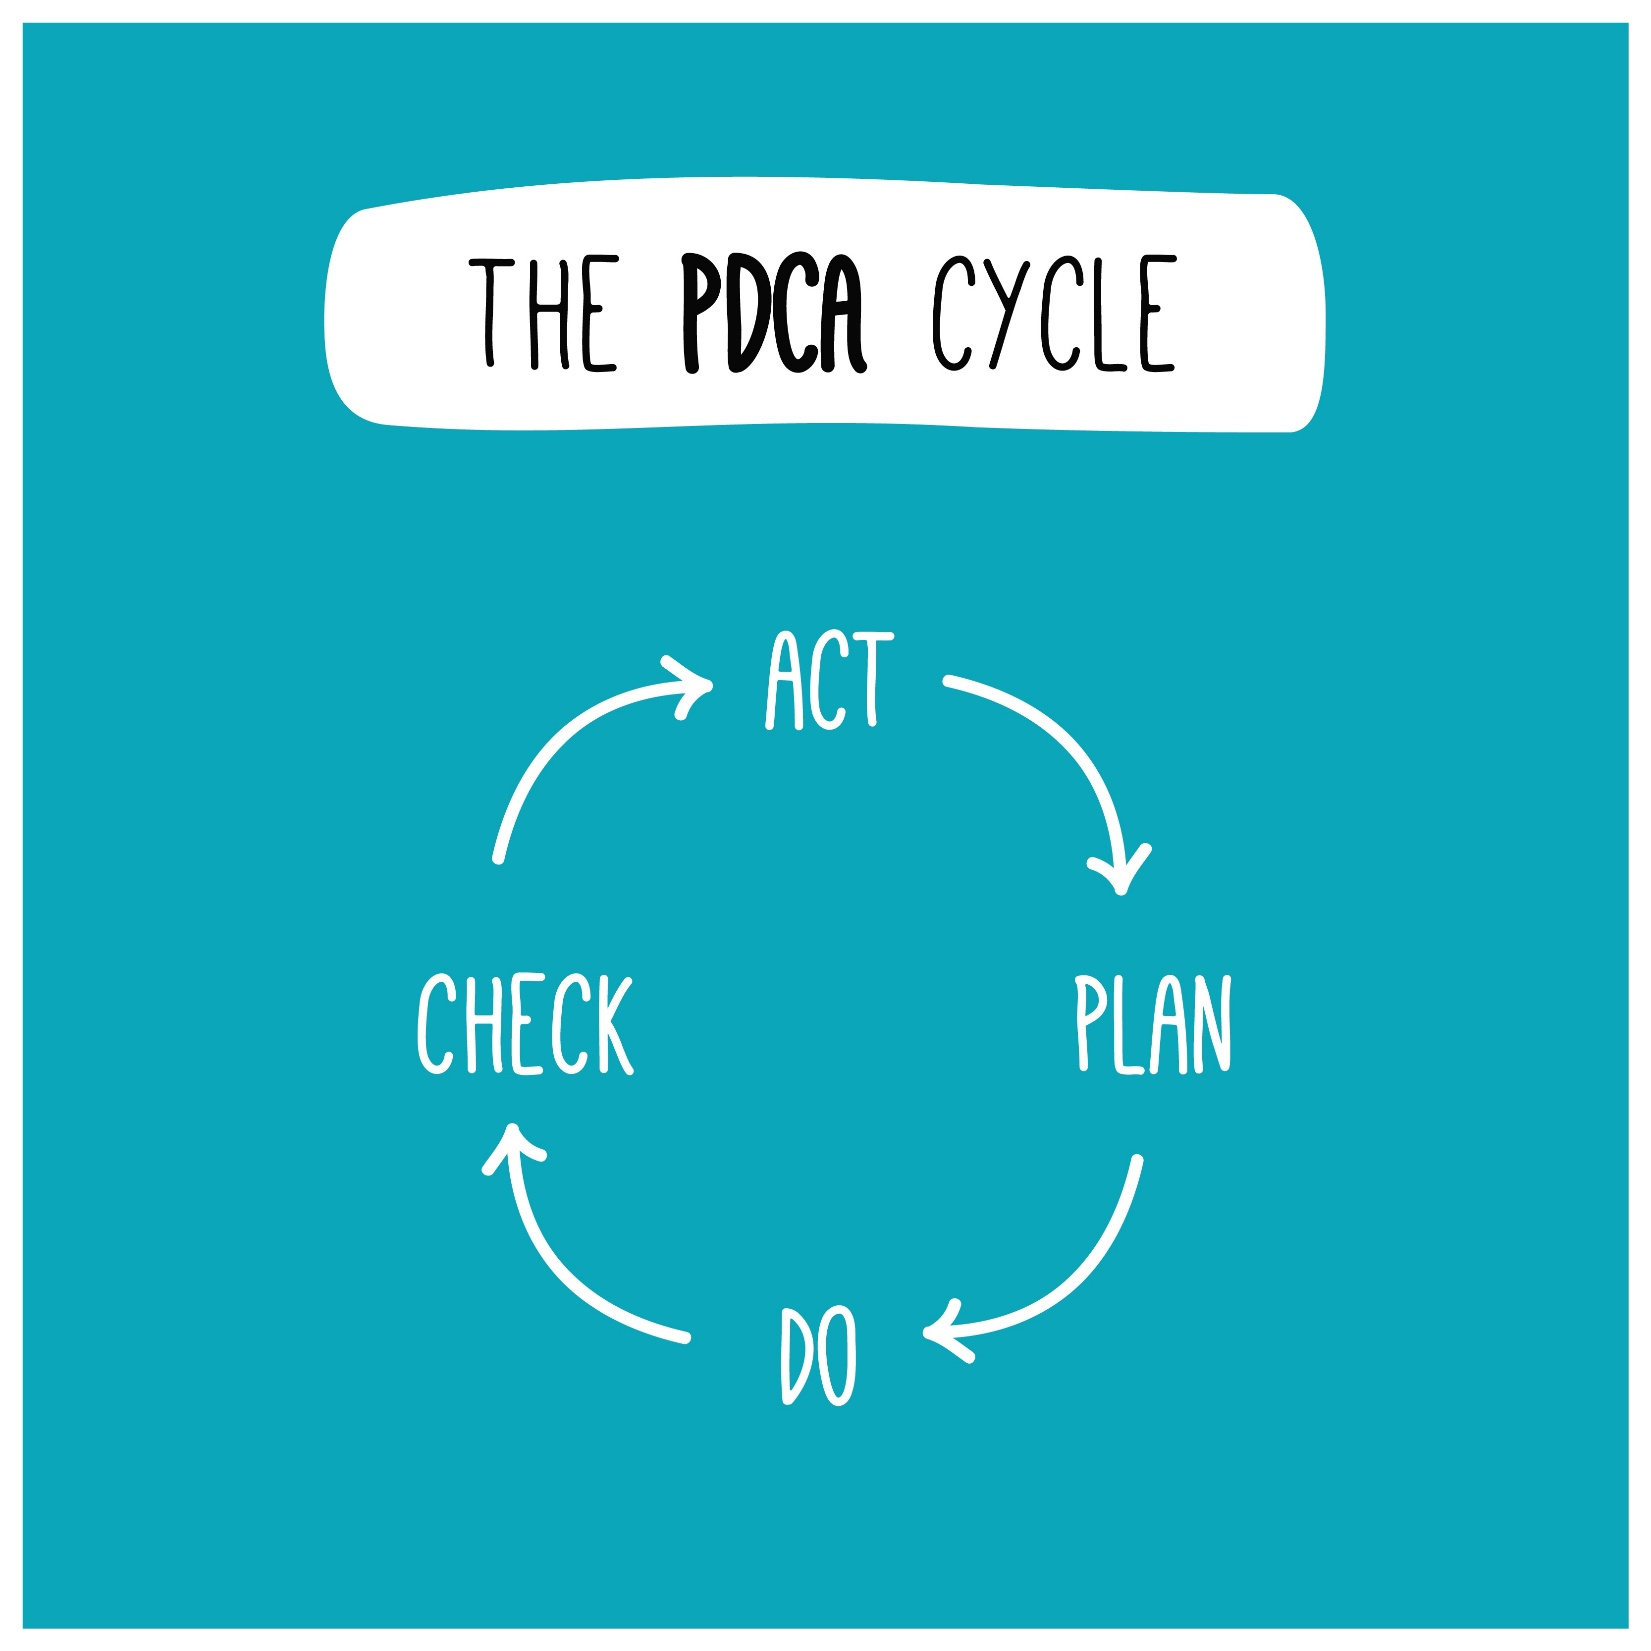 THE PDCA CYCLE
ACT
CHECK
PLAN
DO